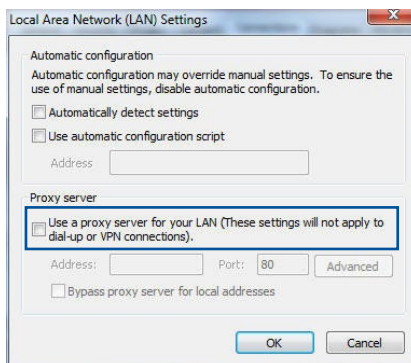 Local Area Network (LAN) Settings
Automatic configuration
Automatic configuration may override manual settings. To ensure the
use of manual settings, disable automatic configuration.
Automatically detect settings
Use automatic configuration script
Address
Proxy server
Use a proxy server for your LAN (These settings will not apply to
dial-up or VPN connections).
Address:
Port:
80
Advanced
Bypass proxy server for local addresses
OK
Cancel